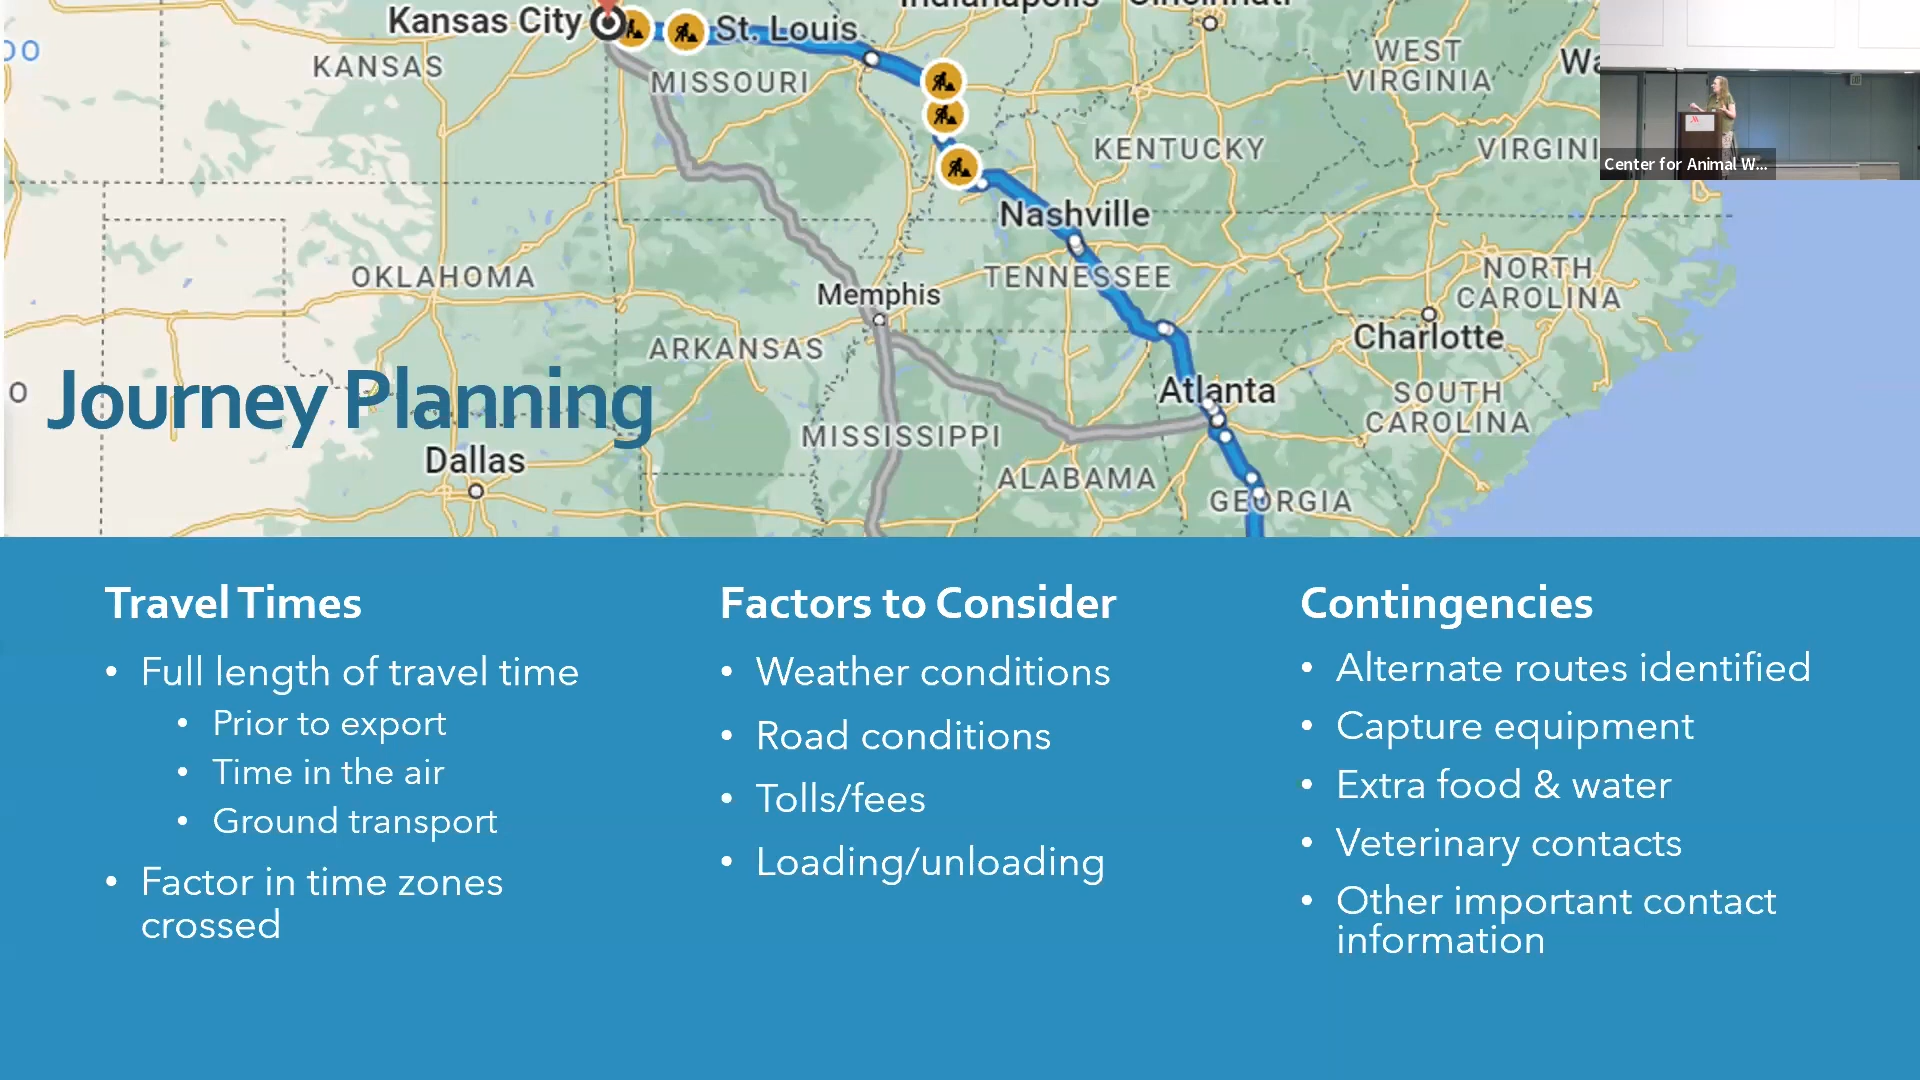 Indianapolis
Cincinnati
Kansas City
St. Louis
KANSAS
MISSOURI
WEST
VIRGINIA
KENTUCKY
Nashville
OKLAHOMA
Memphis
TENNESSEE
NORTH
CAROLINA
ARKANSAS
Charlotte
Atlanta
SOUTH
CAROLINA
Journey Planning
MISSISSIPPI
Dallas
ALABAMA
GEORGIA
Center for Animal W...
Travel Times
• Full length of travel time
• Prior to export
• Time in the air
• Ground transport
• Factor in time zones
crossed
Factors to Consider
• Weather conditions
• Road conditions
• Tolls/fees
• Loading/unloading
Contingencies
• Alternate routes identified
• Capture equipment
• Extra food & water
• Veterinary contacts
• Other important contact
information